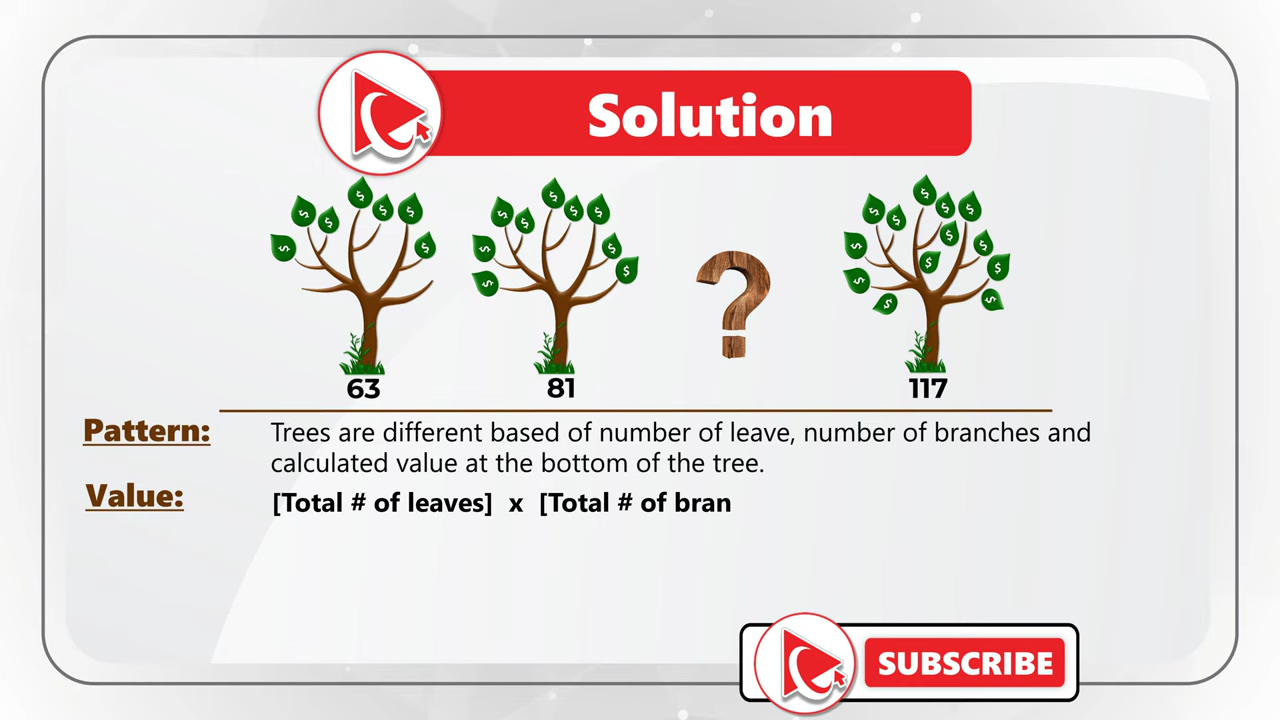 Solution
63 81 117
Pattern: Trees are different based of number of leave, number of branches and
calculated value at the bottom of the tree.
Value: [Total # of leaves] x [Total # of bran
SUBSCRIBE